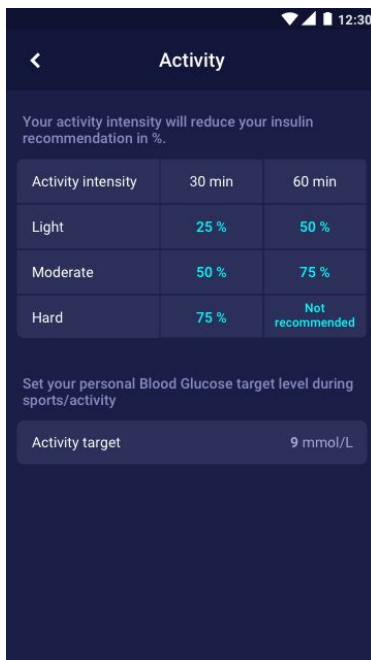 12:30
Activity
Your activity intensity will reduce your insulin
recommendation in %.
Activity intensity 30 min 60 min
Light 25 % 50 %
Moderate 50 % 75 %
Hard 75 % Not
recommended
Set your personal Blood Glucose target level during
sports/activity
Activity target 9 mmol/L